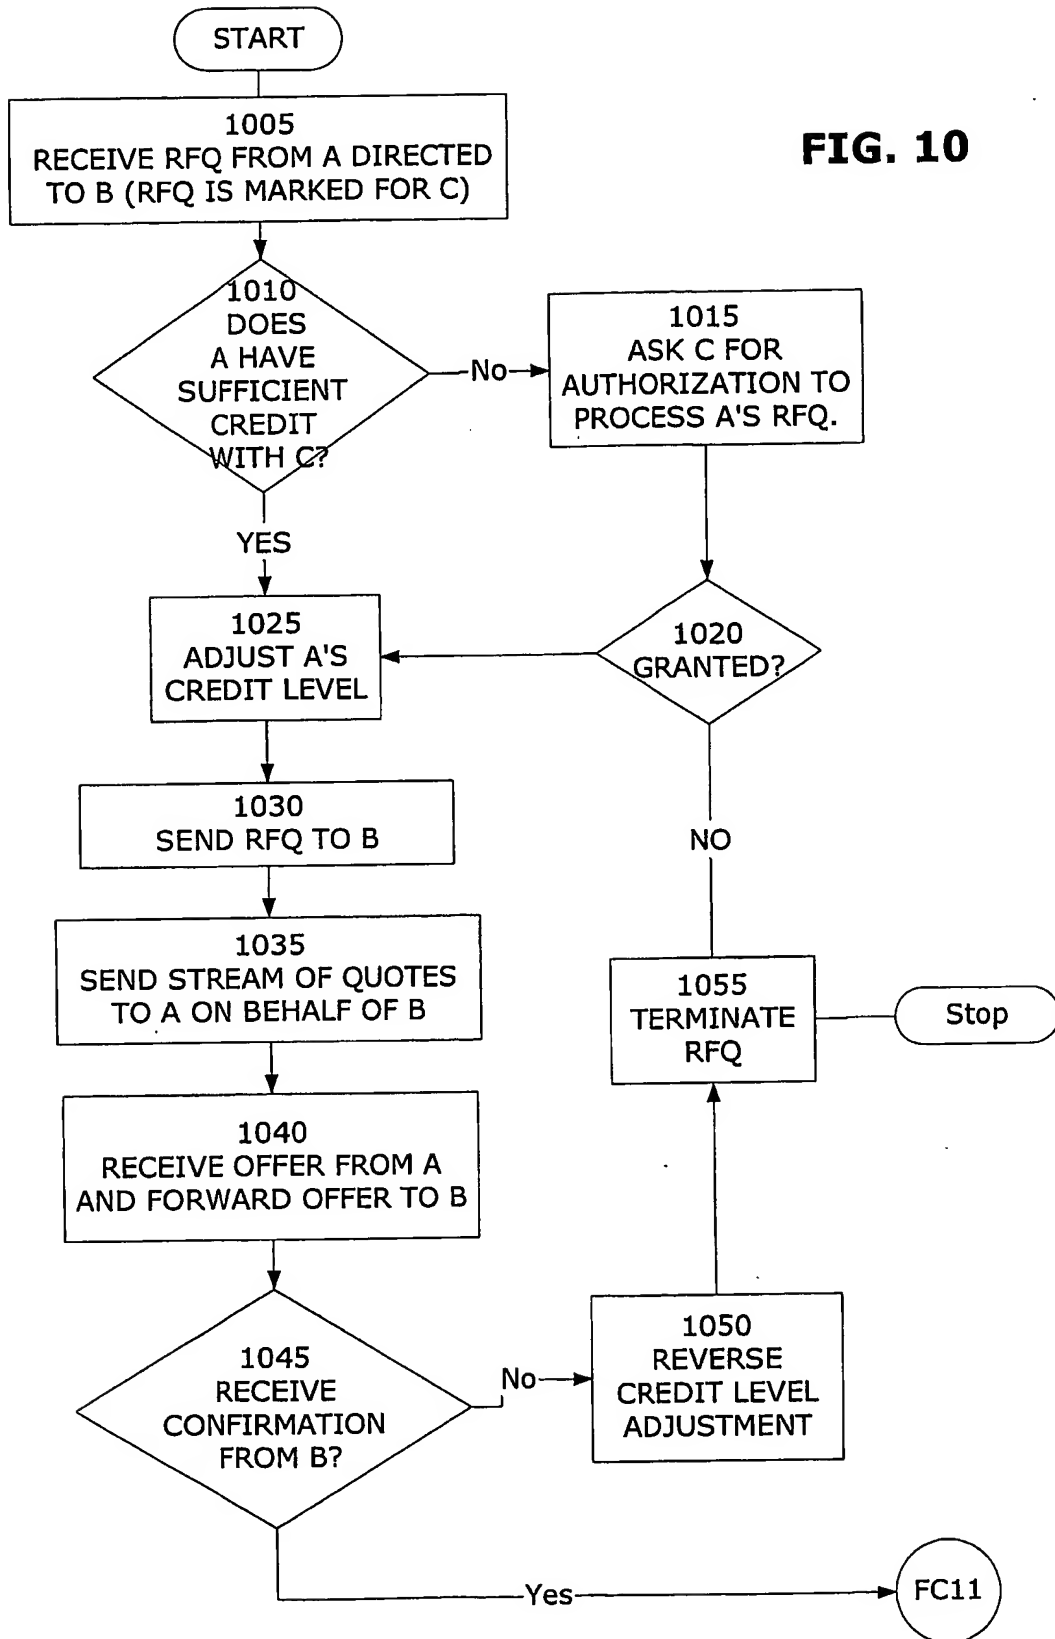 START
FIG. 10
1005
RECEIVE RFQ FROM A DIRECTED
TO B (RFQ IS MARKED FOR C)
1010
DOES
A HAVE
SUFFICIENT
CREDIT
WITH C?
No
1015
ASK C FOR
AUTHORIZATION TO
PROCESS A'S RFQ.
YES
1020
GRANTED?
1025
ADJUST A'S
CREDIT LEVEL
1030
SEND RFQ TO B
NO
1035
SEND STREAM OF QUOTES
TO A ON BEHALF OF B
1055
TERMINATE
RFQ
Stop
1040
RECEIVE OFFER FROM A
AND FORWARD OFFER TO B
1045
RECEIVE
CONFIRMATION
FROM B?
No
1050
REVERSE
CREDIT LEVEL
ADJUSTMENT
Yes
FC11